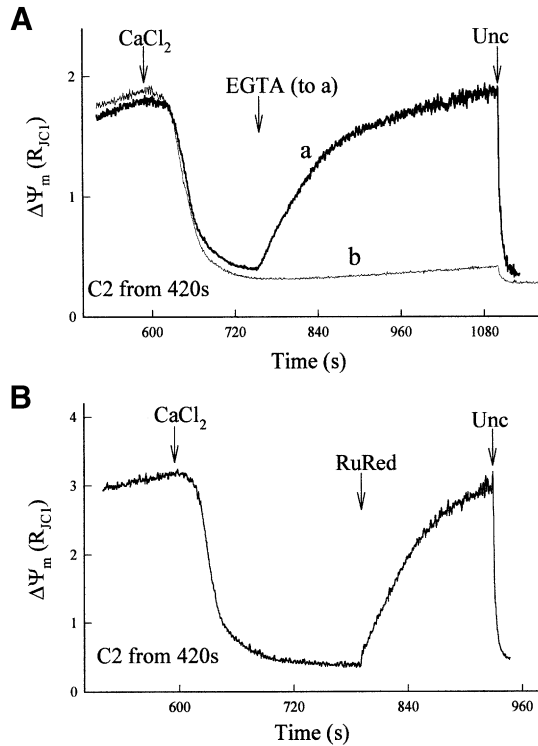 A
CaCl₂
Unc
EGTA (to a)
2
a
1
b
C2 from 420s
0
600 720 840 960 1080
Time (s)
ΔΨm (RJC1)
B
CaCl₂
Unc
RuRed
4
3
2
1
C2 from 420s
0
600 720 840 960
Time (s)
ΔΨm (RJC1)